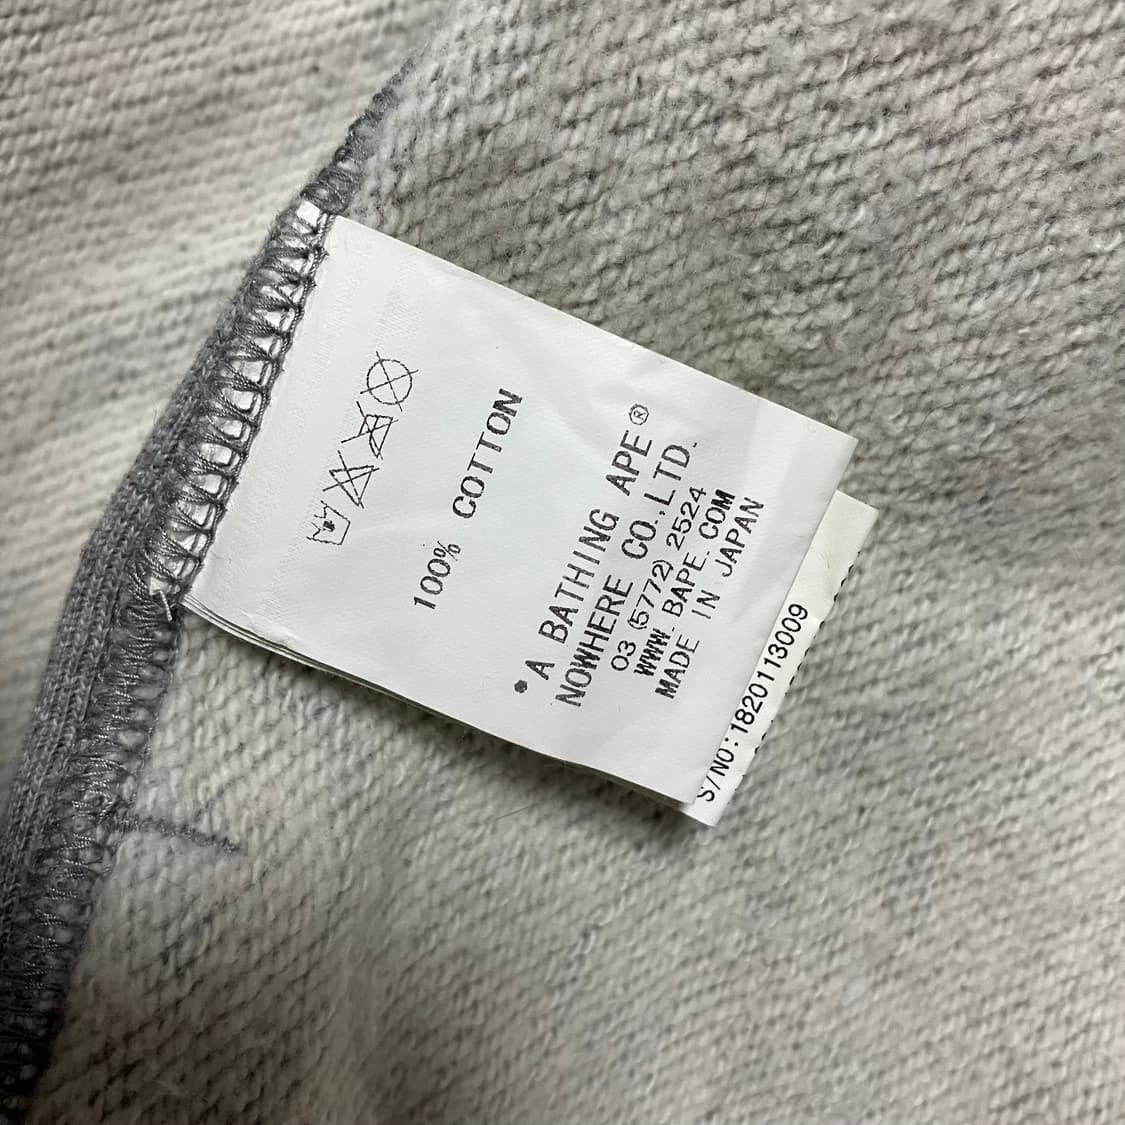 100% COTTON
*A BATHING APE®
NOWHERE CO.,LTD.
03 (5772) 2524
WWW.BAPE.COM
MADE IN JAPAN
S/NO:1820113009